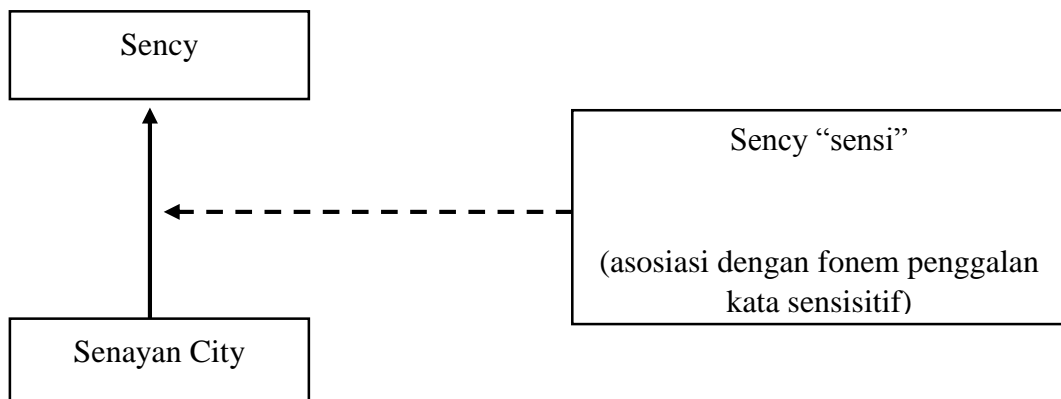 Sency
Sency “sensi”
(asosiasi dengan fonem penggalan
kata sensisitif)
Senayan City